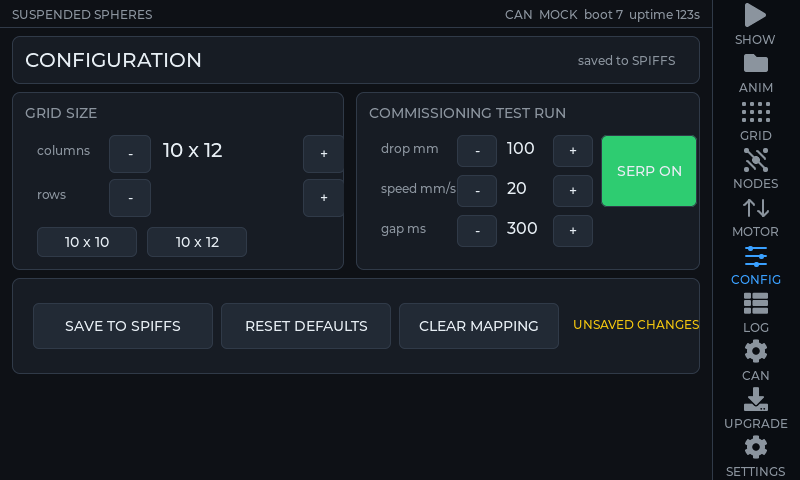 SUSPENDED SPHERES
CAN MOCK boot 7 uptime 123s
CONFIGURATION
saved to SPIFFS
GRID SIZE
columns - 10 x 12 +
rows - +
10 x 10 10 x 12
COMMISSIONING TEST RUN
drop mm - 100 +
speed mm/s - 20 +
gap ms - 300 +
SERP ON
SAVE TO SPIFFS RESET DEFAULTS CLEAR MAPPING UNSAVED CHANGES
SHOW
ANIM
GRID
NODES
MOTOR
CONFIG
LOG
CAN
UPGRADE
SETTINGS